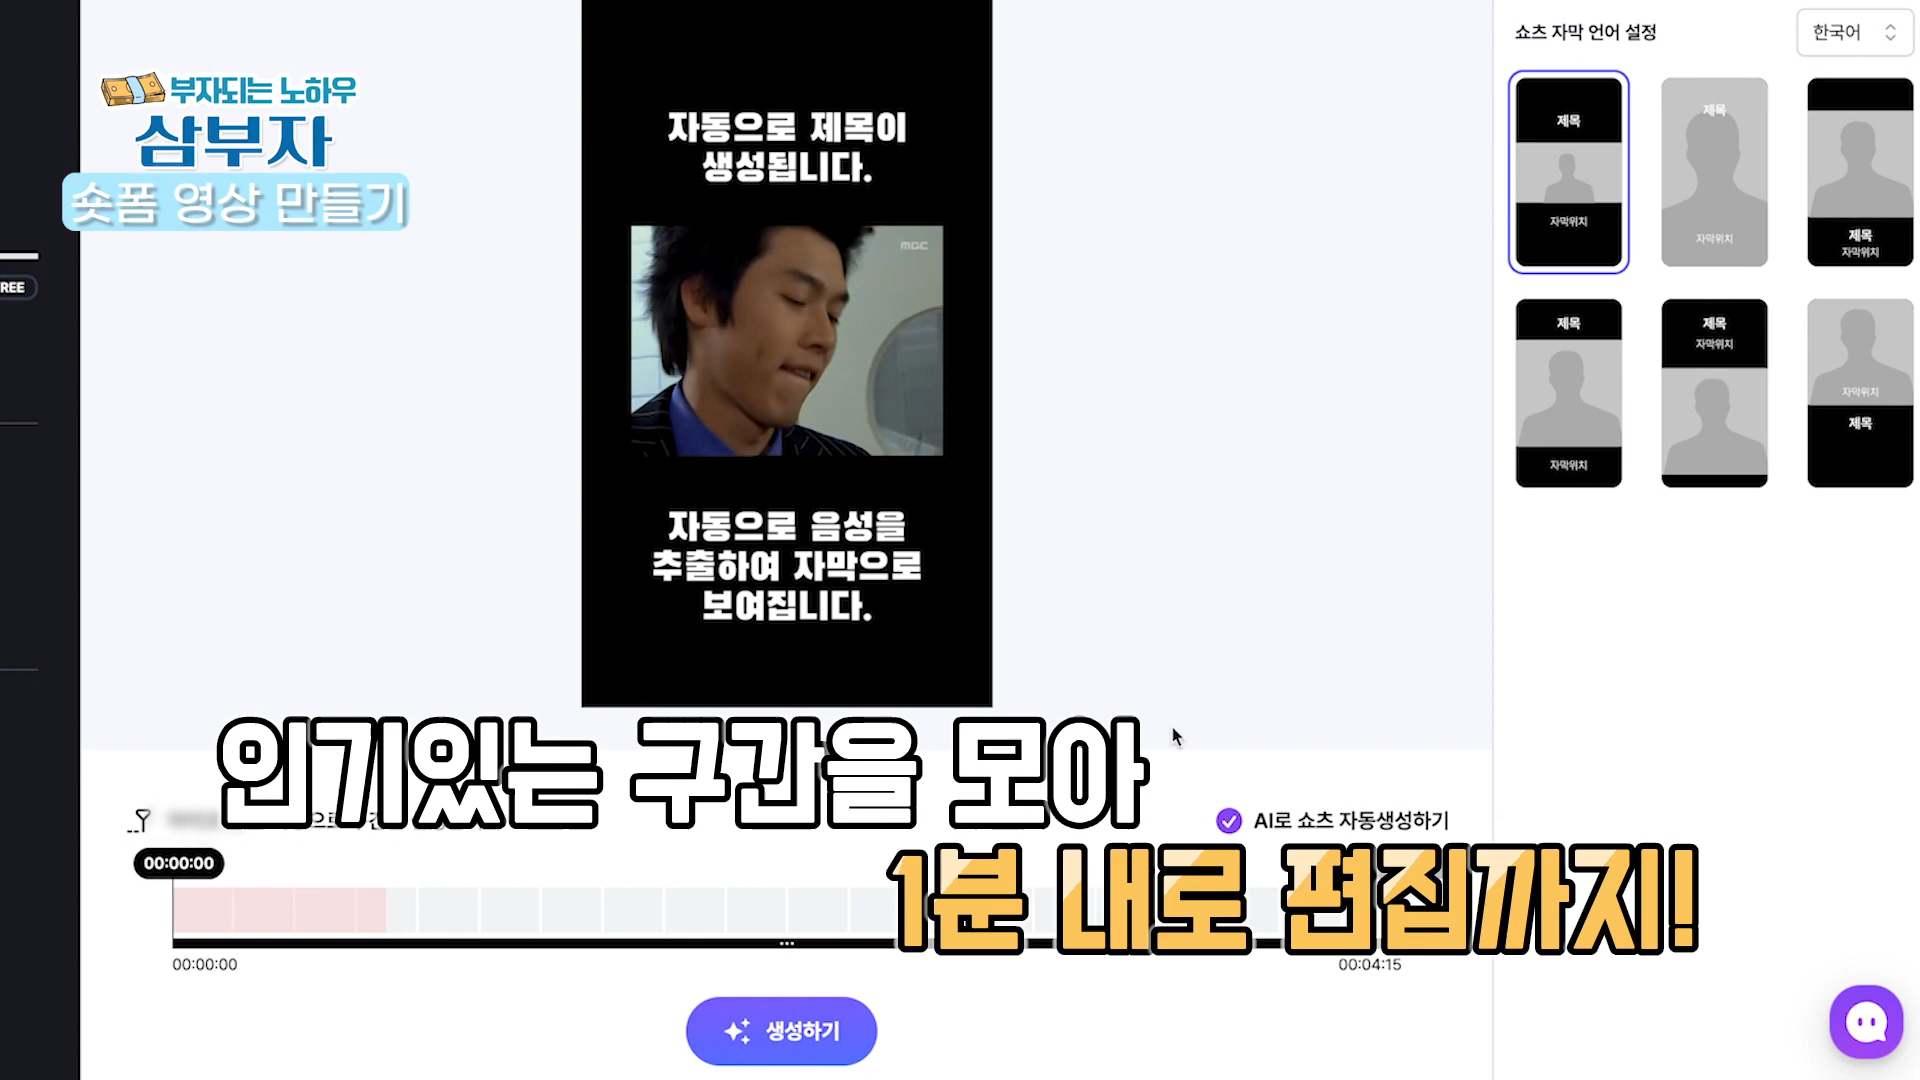 부자되는 노하우
삼부자
숏폼 영상 만들기
REE
자동으로 제목이
생성됩니다.
mBC
자동으로 음성을
추출하여 자막으로
보여집니다.
쇼츠 자막 언어 설정
한국어
제목
자막위치
제목
자막위치
제목
자막위치
제목
자막위치
제목
자막위치
자막위치
제목
인기있는 구간을 모아
AI로 쇼츠 자동생성하기
00:00:00
1분 내로 편집까지!
00:00:00
00:04:15
생성하기